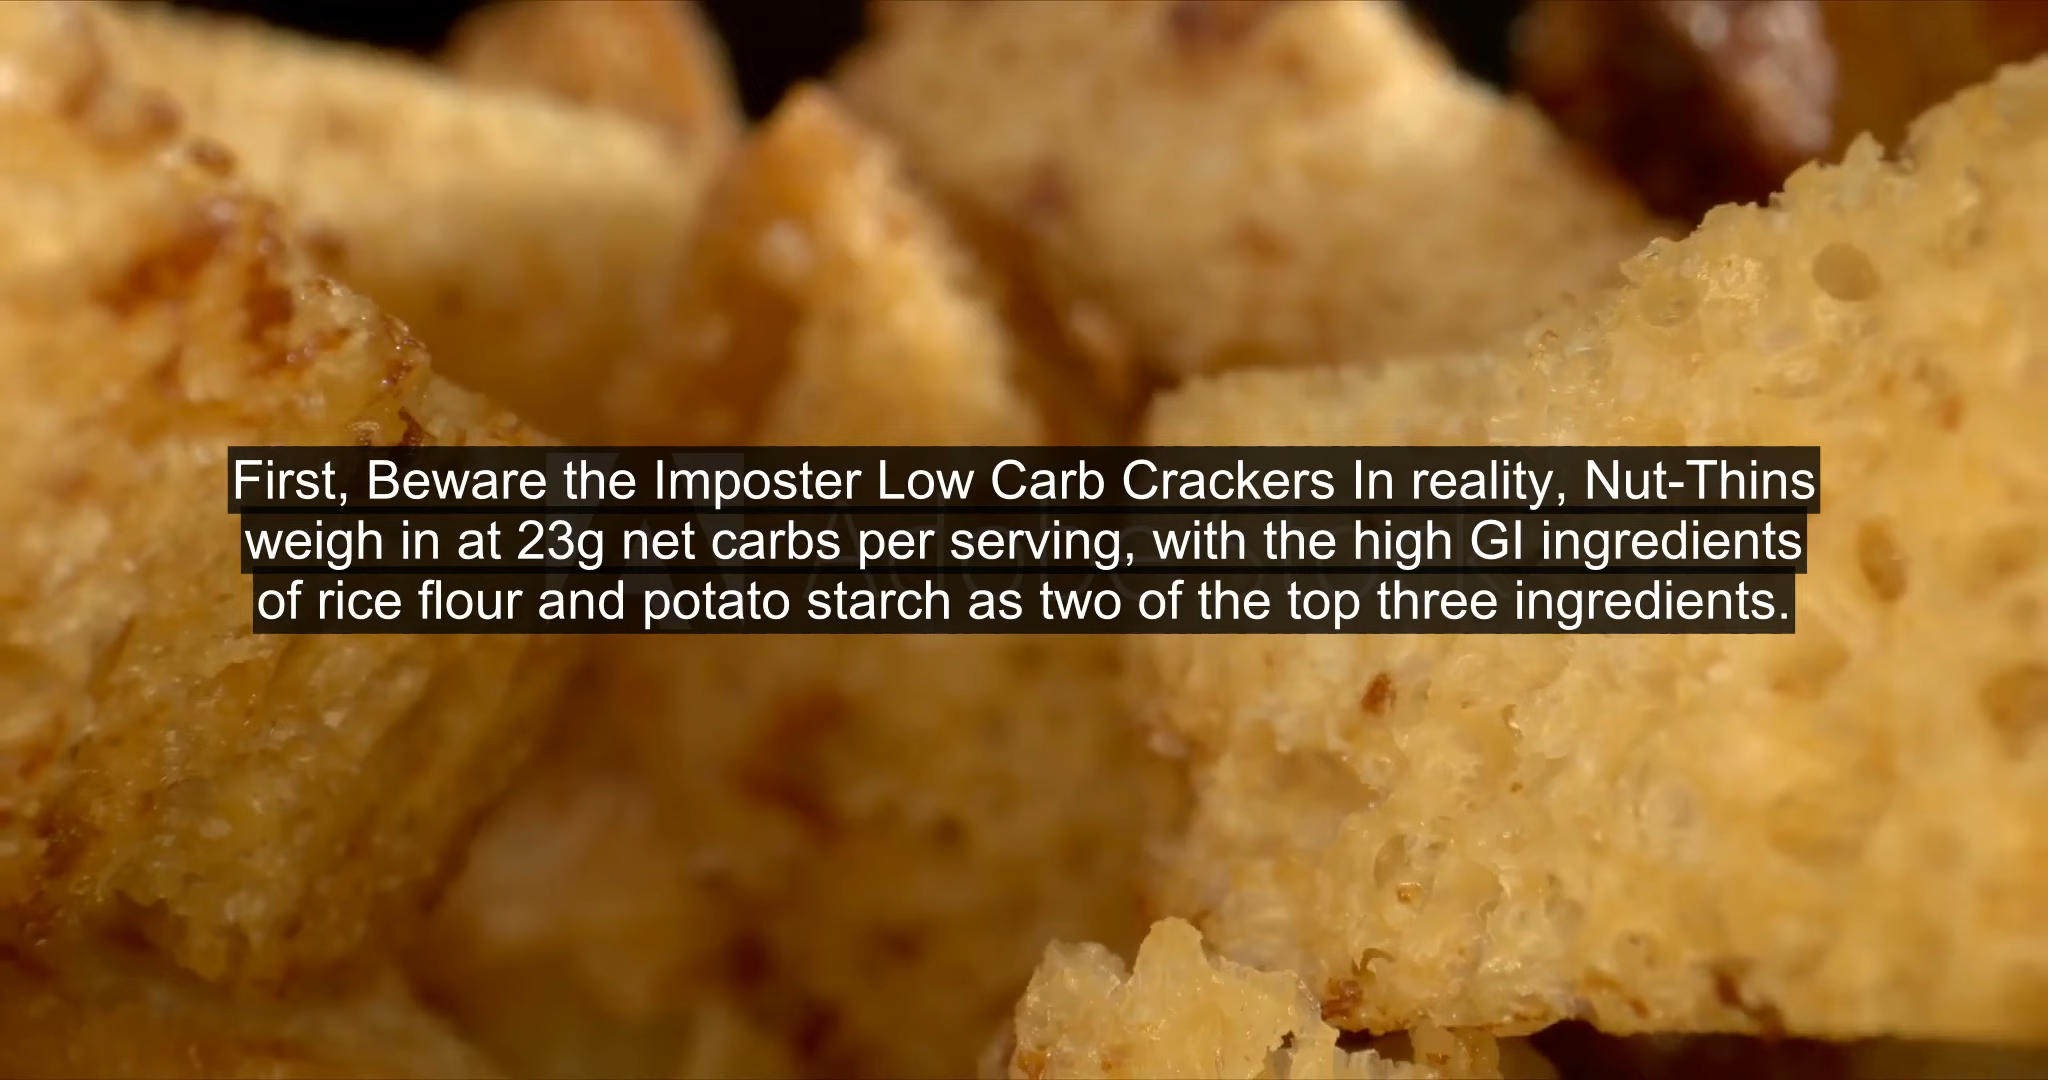 First, Beware the Imposter Low Carb Crackers In reality, Nut-Thins
weigh in at 23g net carbs per serving, with the high GI ingredients
of rice flour and potato starch as two of the top three ingredients.